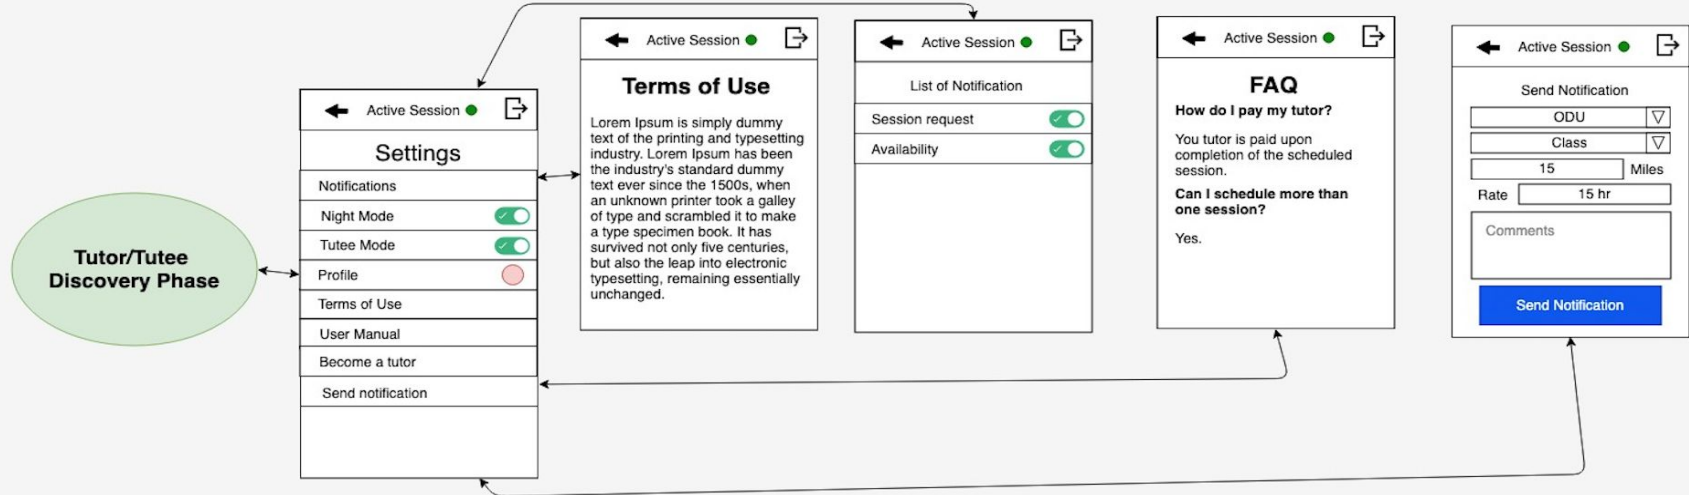 Tutor/Tutee
Discovery Phase
Active Session
Settings
Notifications
Night Mode
Tutee Mode
Profile
Terms of Use
User Manual
Become a tutor
Send notification
Active Session
Terms of Use
Lorem Ipsum is simply dummy
text of the printing and typesetting
industry. Lorem Ipsum has been
the industry's standard dummy
text ever since the 1500s, when
an unknown printer took a galley
of type and scrambled it to make
a type specimen book. It has
survived not only five centuries,
but also the leap into electronic
typesetting, remaining essentially
unchanged.
Active Session
List of Notification
Session request
Availability
Active Session
FAQ
How do I pay my tutor?
You tutor is paid upon
completion of the scheduled
session.
Can I schedule more than
one session?
Yes.
Active Session
Send Notification
ODU
Class
15 Miles
Rate 15 hr
Comments
Send Notification